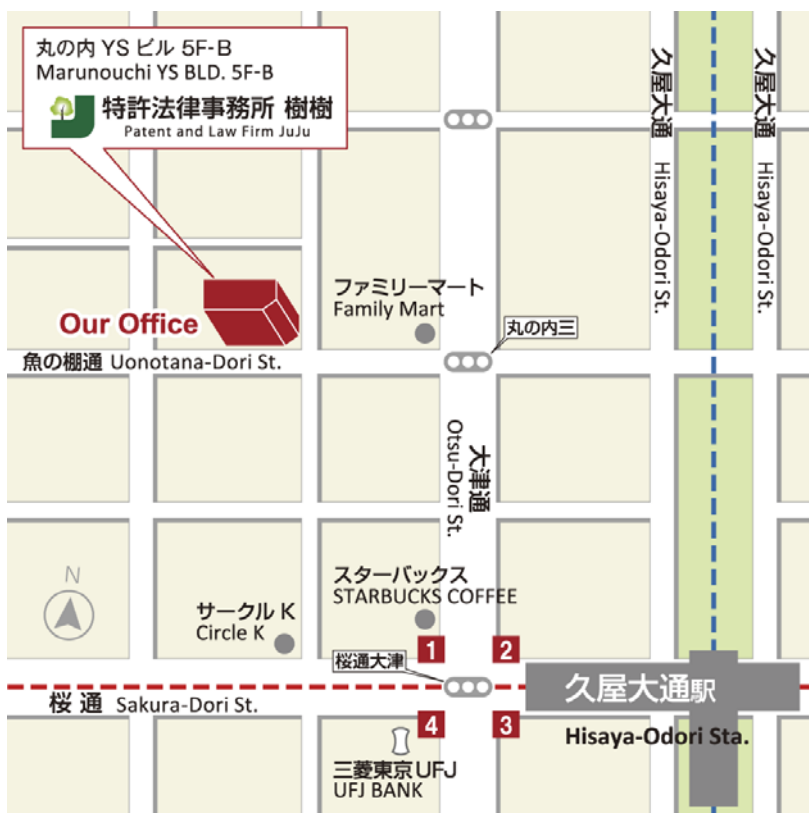 丸の内 YS ビル 5F-B
Marunouchi YS BLD. 5F-B
特許法律事務所 樹樹
Patent and Law Firm JuJu
久屋大通 Hisaya-Odori St.
久屋大通 Hisaya-Odori St.
ファミリーマート
Family Mart
Our Office
丸の内三
魚の棚通 Uonotana-Dori St.
大津通
Otsu-Dori St.
N
スターバックス
STARBUCKS COFFEE
サークル K
Circle K
1
2
桜通大津
久屋大通駅
桜 通 Sakura-Dori St.
4
3
Hisaya-Odori Sta.
三菱東京UFJ
UFJ BANK